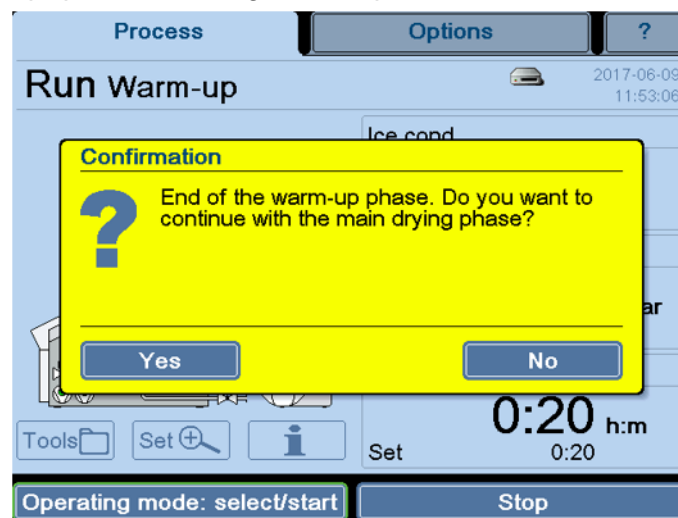 Process
Options
?
Run Warm-up
2017-06-09
11:53:06
Ice cond
Confirmation
End of the warm-up phase. Do you want to
continue with the main drying phase?
ar
Yes
No
0:20 h:m
Tools
Set
i
Set
0:20
Operating mode: select/start
Stop